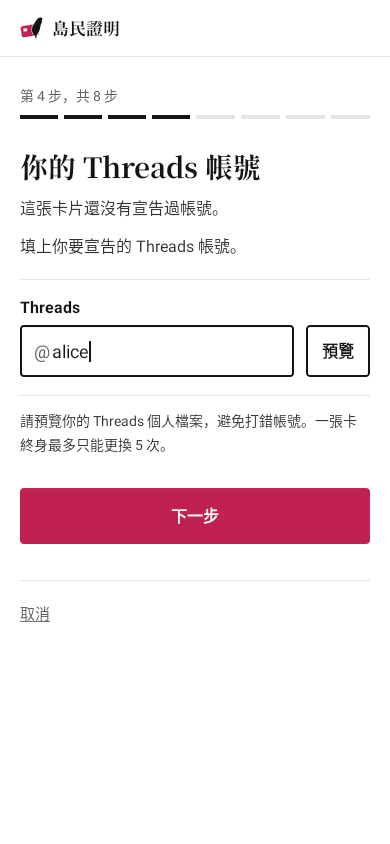 島民證明
第 4 步，共 8 步
你的 Threads 帳號
這張卡片還沒有宣告過帳號。
填上你要宣告的 Threads 帳號。
Threads
@alice
預覽
請預覽你的 Threads 個人檔案，避免打錯帳號。一張卡
終身最多只能更換 5 次。
下一步
取消